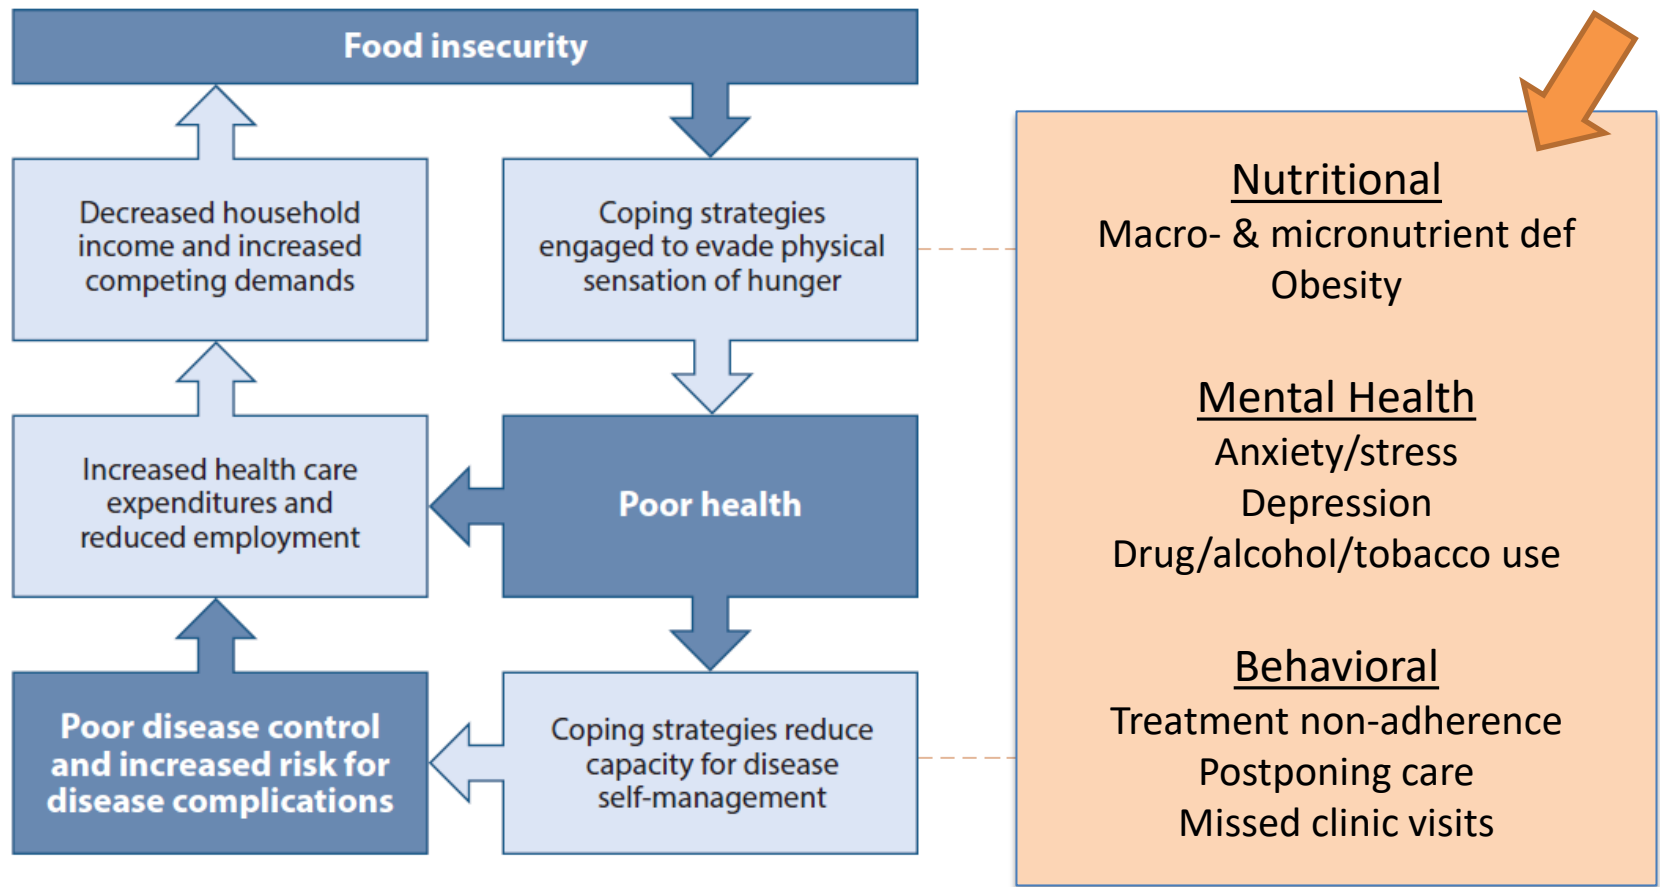 Food insecurity
Decreased household
income and increased
competing demands
Coping strategies
engaged to evade physical
sensation of hunger
Increased health care
expenditures and
reduced employment
Poor health
Poor disease control
and increased risk for
disease complications
Coping strategies reduce
capacity for disease
self-management
Nutritional
Macro- & micronutrient def
Obesity
Mental Health
Anxiety/stress
Depression
Drug/alcohol/tobacco use
Behavioral
Treatment non-adherence
Postponing care
Missed clinic visits